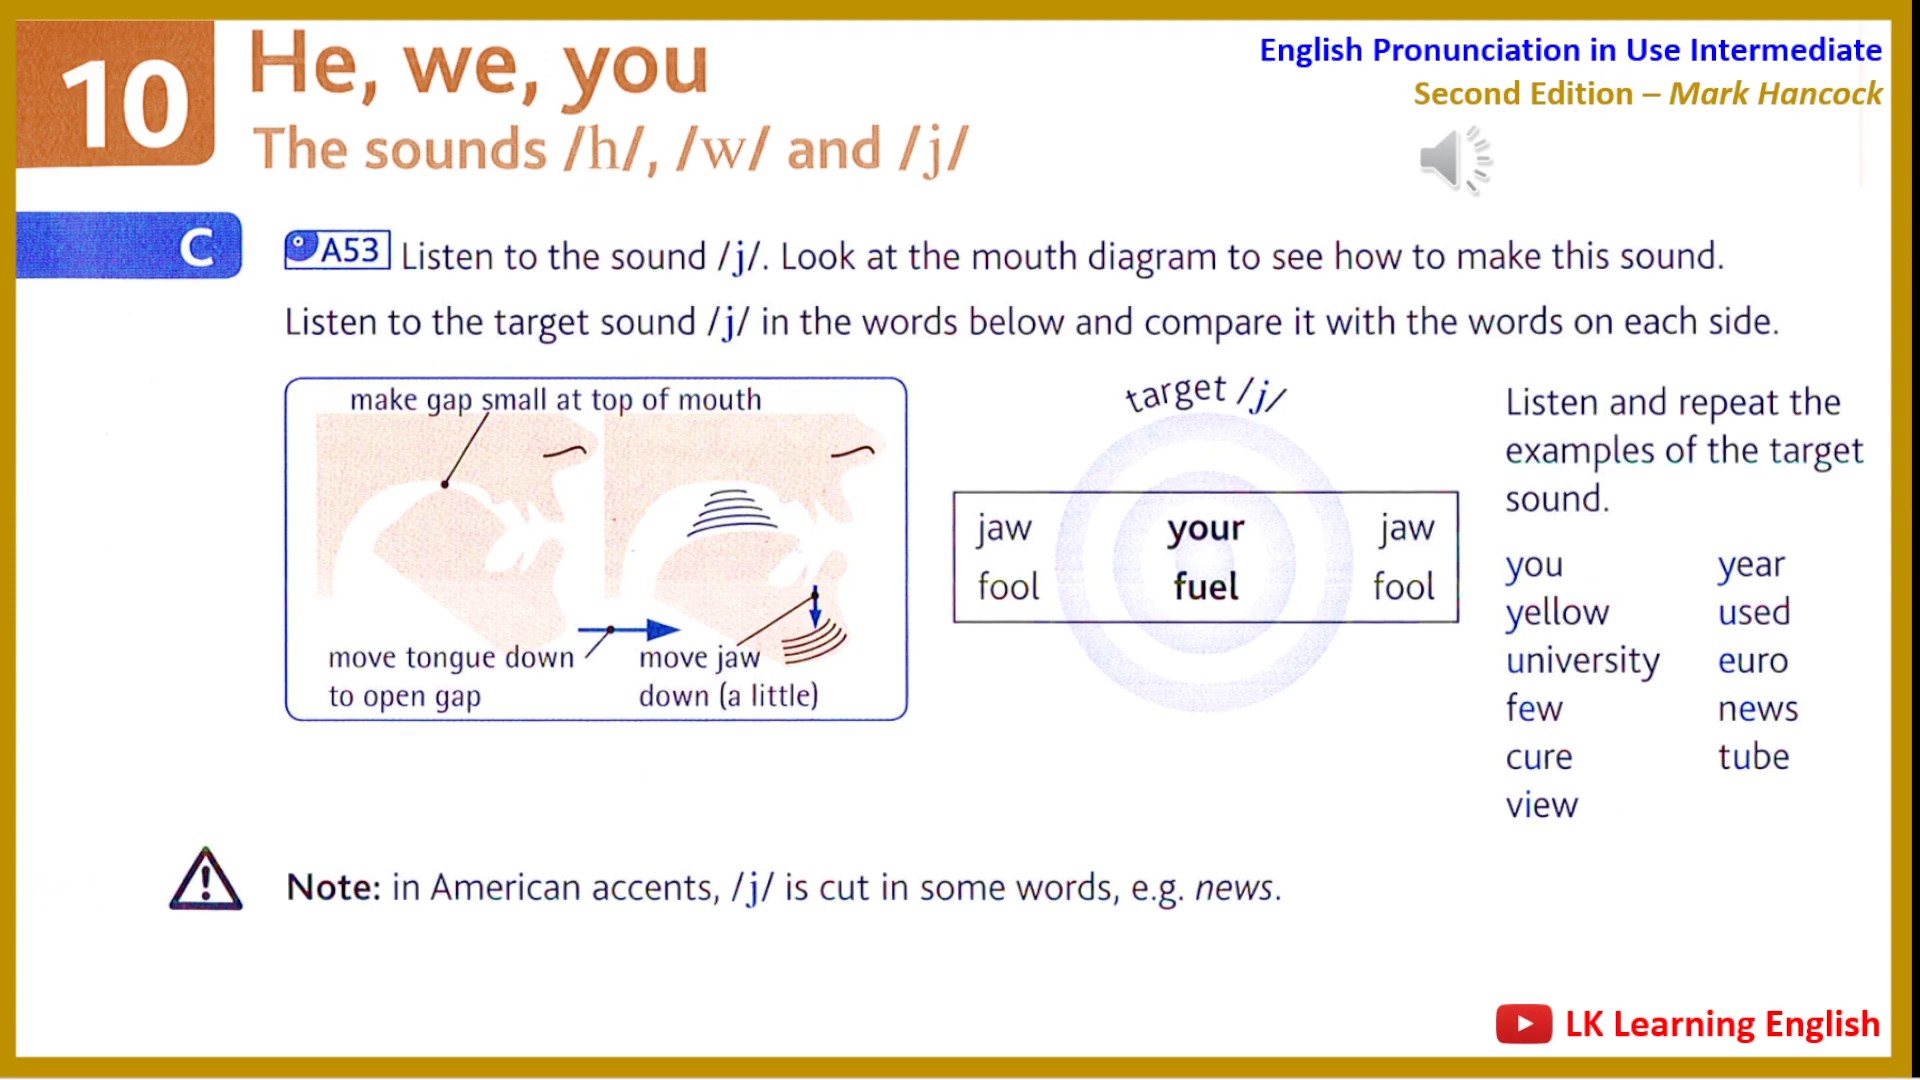 10
He, we, you
The sounds /h/, /w/ and /j/
English Pronunciation in Use Intermediate
Second Edition – Mark Hancock
C
A53 Listen to the sound /j/. Look at the mouth diagram to see how to make this sound.
Listen to the target sound /j/ in the words below and compare it with the words on each side.
make gap small at top of mouth
move tongue down
to open gap
move jaw
down (a little)
target /j/
jaw your jaw
fool fuel fool
Listen and repeat the
examples of the target
sound.
you year
yellow used
university euro
few news
cure tube
view
Note: in American accents, /j/ is cut in some words, e.g. news.
LK Learning English